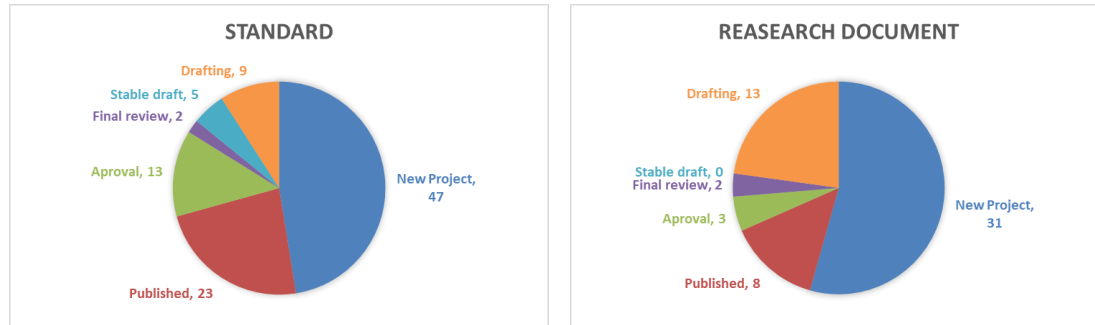 STANDARD
Drafting, 9
Stable draft, 5
Final review, 2
Aproval, 13
New Project,
47
Published, 23
REASEARCH DOCUMENT
Drafting, 13
Stable draft, 0
Final review, 2
Aproval, 3
New Project,
31
Published, 8